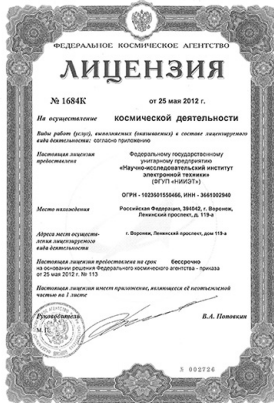 ФЕДЕРАЛЬНОЕ КОСМИЧЕСКОЕ АГЕНТСТВО
ЛИЦЕНЗИЯ
№ 1684К от 25 мая 2012 г.
На осуществление космической деятельности
Виды работ (услуг), выполняемых (оказываемых) в составе лицензируемого
вида деятельности: согласно приложению
Настоящая лицензия Федеральному государственному
предоставлена унитарному предприятию
«Научно-исследовательский институт
электронной техники»
(ФГУП «НИИЭТ»)
ОГРН - 1023601550466, ИНН - 3661002940
Место нахождения Российская Федерация, 394042, г. Воронеж,
Ленинский проспект, д. 119-а
Адреса мест осущест- г. Воронеж, Ленинский проспект, дом 119-а
вления лицензируемого
вида деятельности
Настоящая лицензия предоставлена на срок бессрочно
на основании решения Федерального космического агентства - приказа
от 25 мая 2012 г. № 113
Настоящая лицензия имеет приложение, являющееся её неотъемлемой
частью на 1 листе
Руководитель В.А. Поповкин
М.П.
S 002726